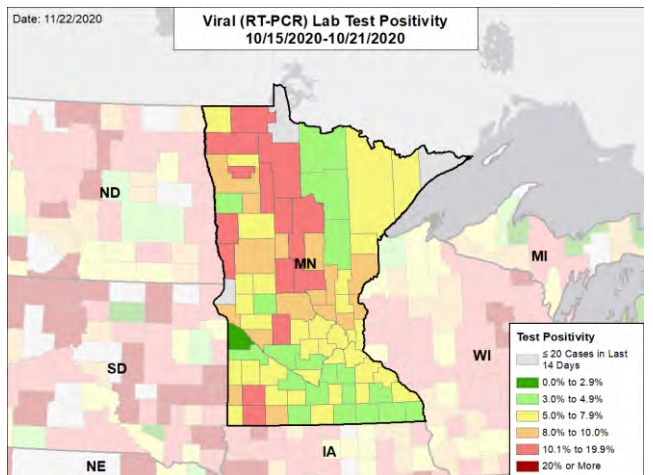 Date: 11/22/2020
Viral (RT-PCR) Lab Test Positivity
10/15/2020-10/21/2020
ND
MN
MI
SD
WI
IA
NE
Test Positivity
≤ 20 Cases in Last
14 Days
0.0% to 2.9%
3.0% to 4.9%
5.0% to 7.9%
8.0% to 10.0%
10.1% to 19.9%
20% or More